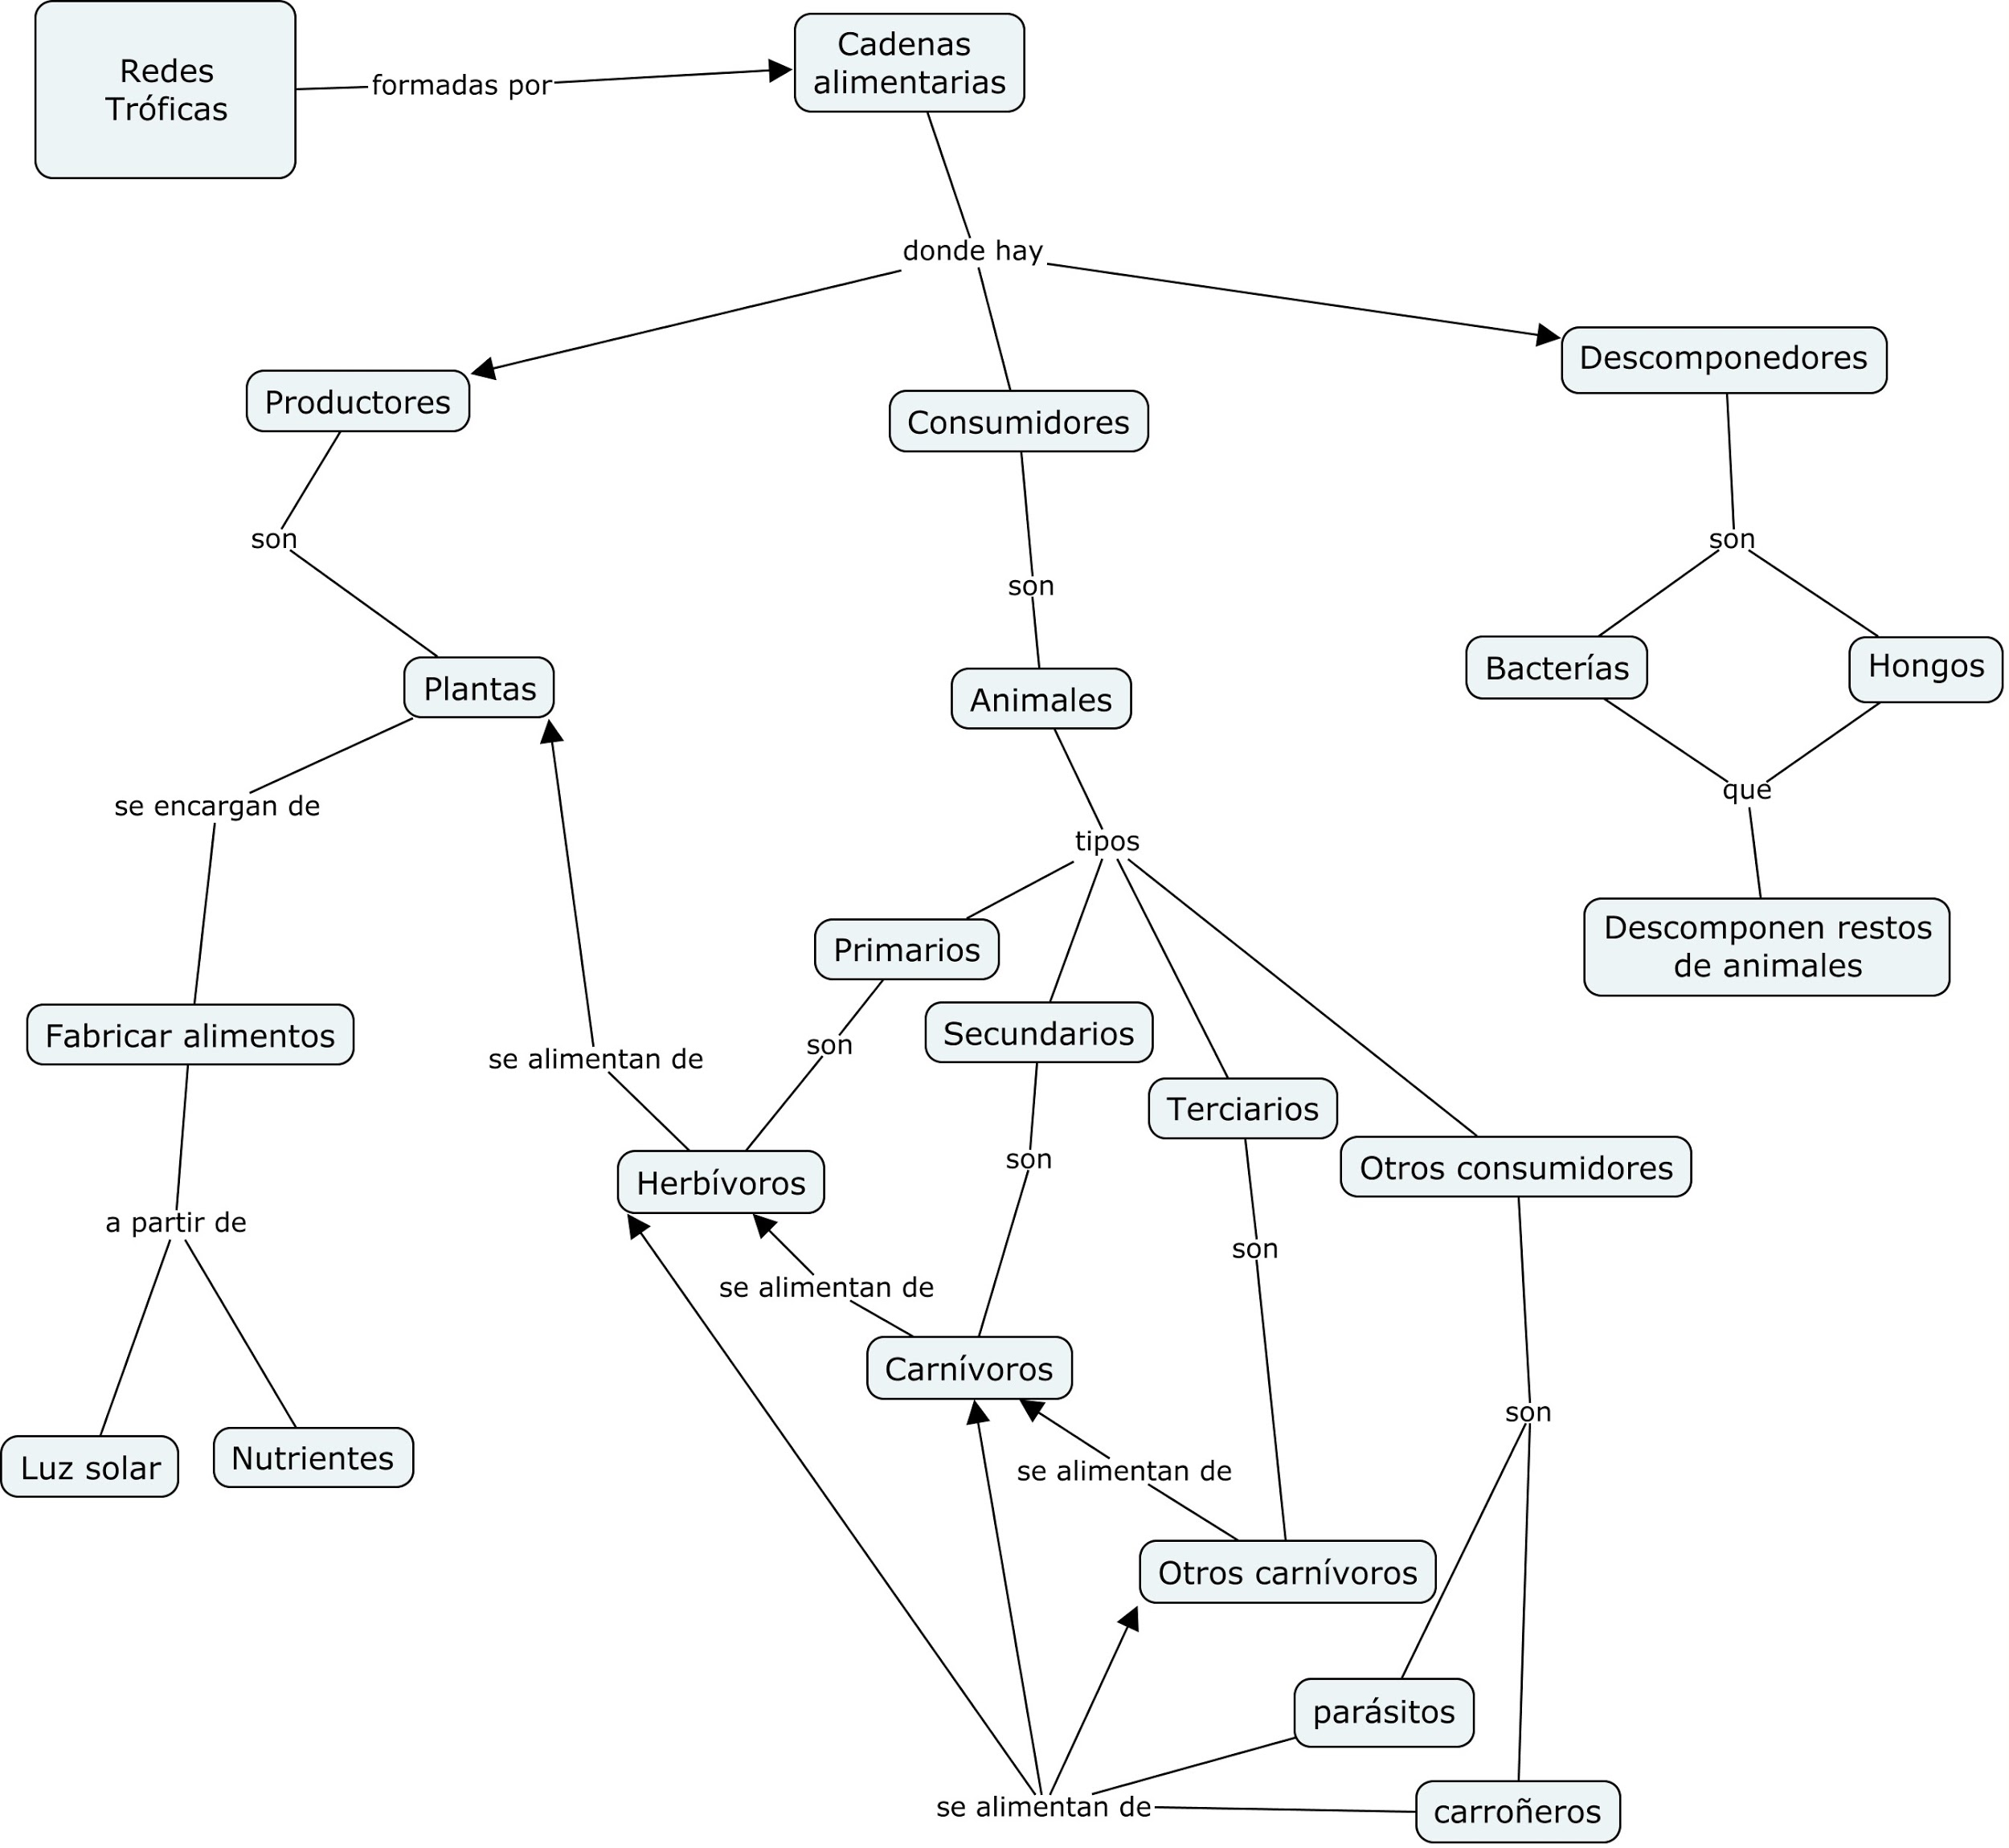 Redes
Tróficas
formadas por
Cadenas
alimentarias
donde hay
Productores
Consumidores
Descomponedores
son
son
son
Plantas
Animales
Bacterías
Hongos
se encargan de
tipos
que
Primarios
Descomponen restos
de animales
Fabricar alimentos
se alimentan de
son
Secundarios
Terciarios
Herbívoros
son
Otros consumidores
a partir de
son
se alimentan de
Carnívoros
son
Luz solar
Nutrientes
se alimentan de
Otros carnívoros
parásitos
se alimentan de
carroñeros